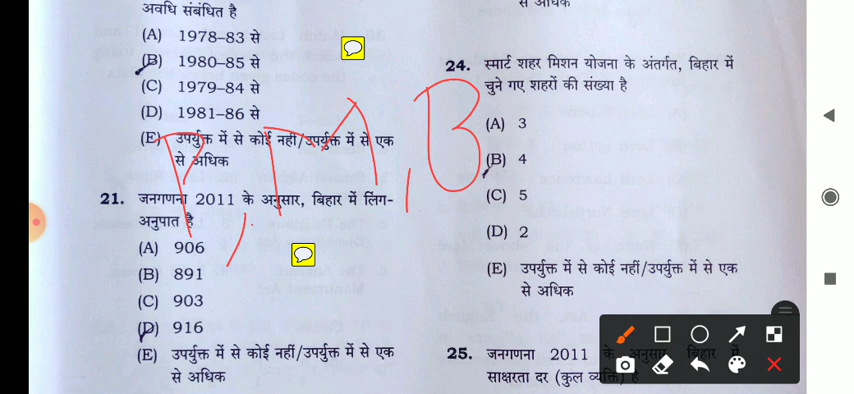 अवधि संबंधित है
(A) 1978–83 से
(B) 1980–85 से
(C) 1979–84 से
(D) 1981–86 से
(E) उपर्युक्त में से कोई नहीं/उपर्युक्त में से एक
से अधिक
21. जनगणना 2011 के अनुसार, बिहार में लिंग-
अनुपात है
(A) 906
(B) 891
(C) 903
(D) 916
(E) उपर्युक्त में से कोई नहीं/उपर्युक्त में से एक
से अधिक
से अधिक
24. स्मार्ट शहर मिशन योजना के अंतर्गत, बिहार में
चुने गए शहरों की संख्या है
(A) 3
(B) 4
(C) 5
(D) 2
(E) उपर्युक्त में से कोई नहीं/उपर्युक्त में से एक
से अधिक
25. जनगणना 2011 के अनुसार बिहार में
साक्षरता दर (कुल व्यक्ति) है
B